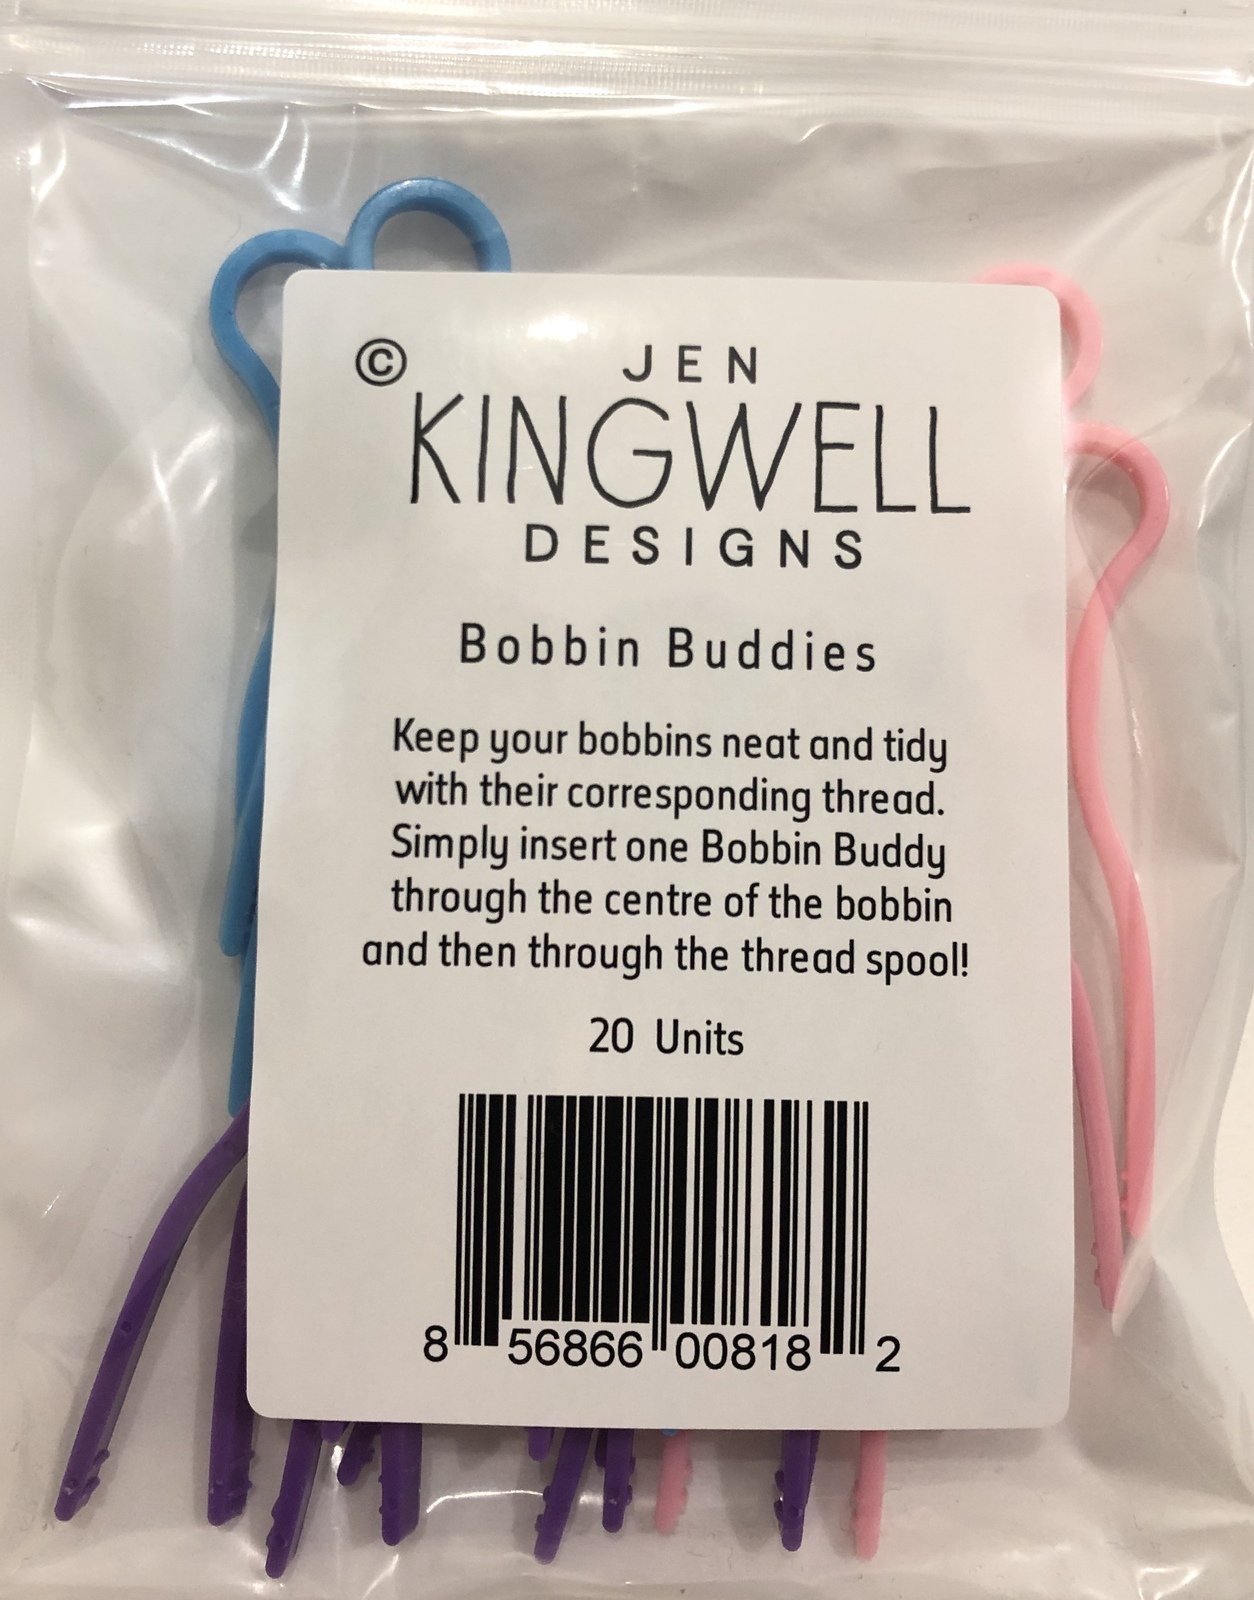 ©
JEN
KINGWELL
DESIGNS
Bobbin Buddies
Keep your bobbins neat and tidy
with their corresponding thread.
Simply insert one Bobbin Buddy
through the centre of the bobbin
and then through the thread spool!
20 Units
8 56866 00818 2